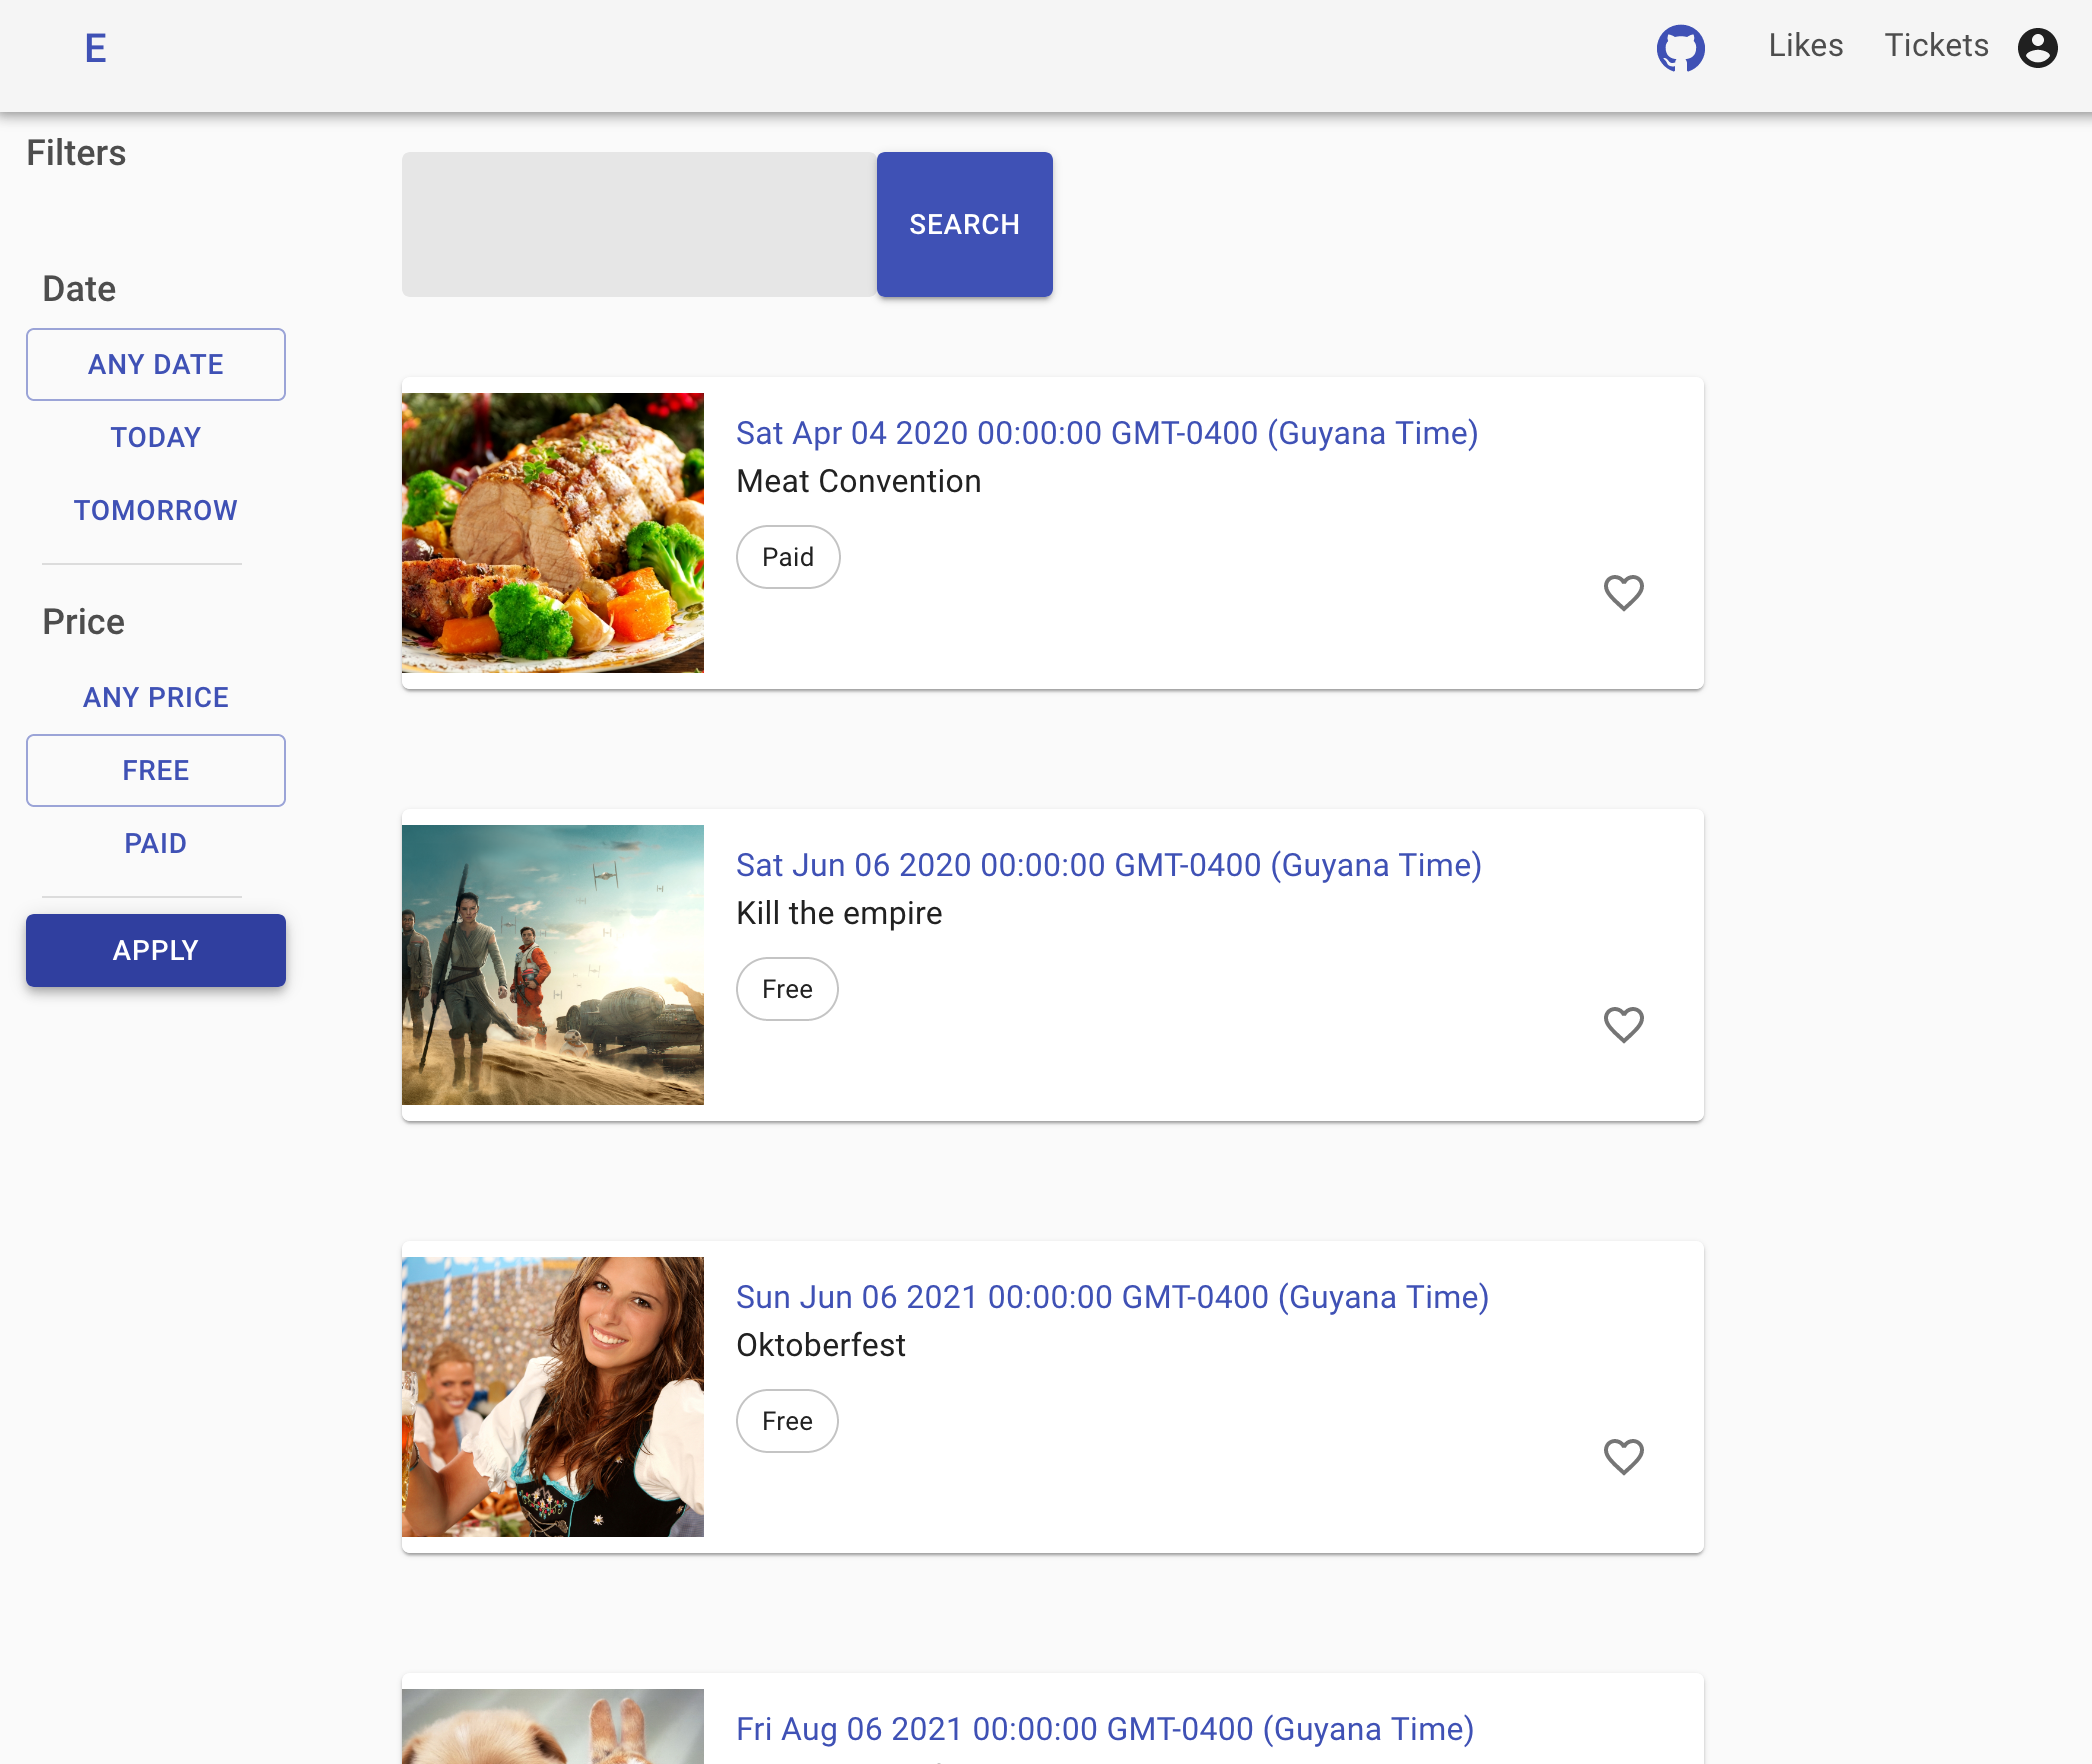 E
Likes
Tickets
Filters
SEARCH
Date
ANY DATE
TODAY
TOMORROW
Price
ANY PRICE
FREE
PAID
APPLY
Sat Apr 04 2020 00:00:00 GMT-0400 (Guyana Time)
Meat Convention
Paid
Sat Jun 06 2020 00:00:00 GMT-0400 (Guyana Time)
Kill the empire
Free
Sun Jun 06 2021 00:00:00 GMT-0400 (Guyana Time)
Oktoberfest
Free
Fri Aug 06 2021 00:00:00 GMT-0400 (Guyana Time)